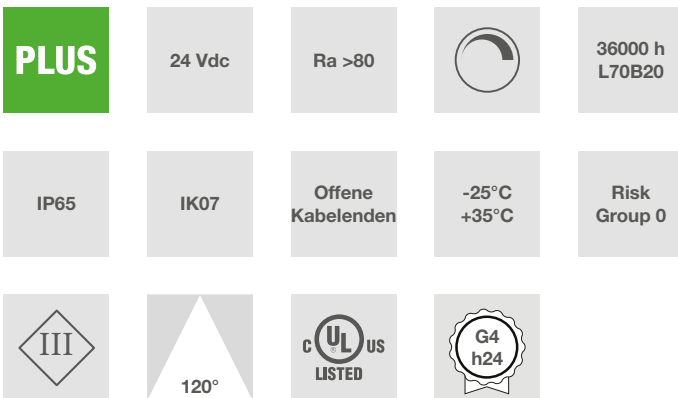 PLUS
24 Vdc
Ra >80
36000 h
L70B20
IP65
IK07
Offene
Kabelenden
-25°C
+35°C
Risk
Group 0
III
120°
C UL US
LISTED
G4
h24